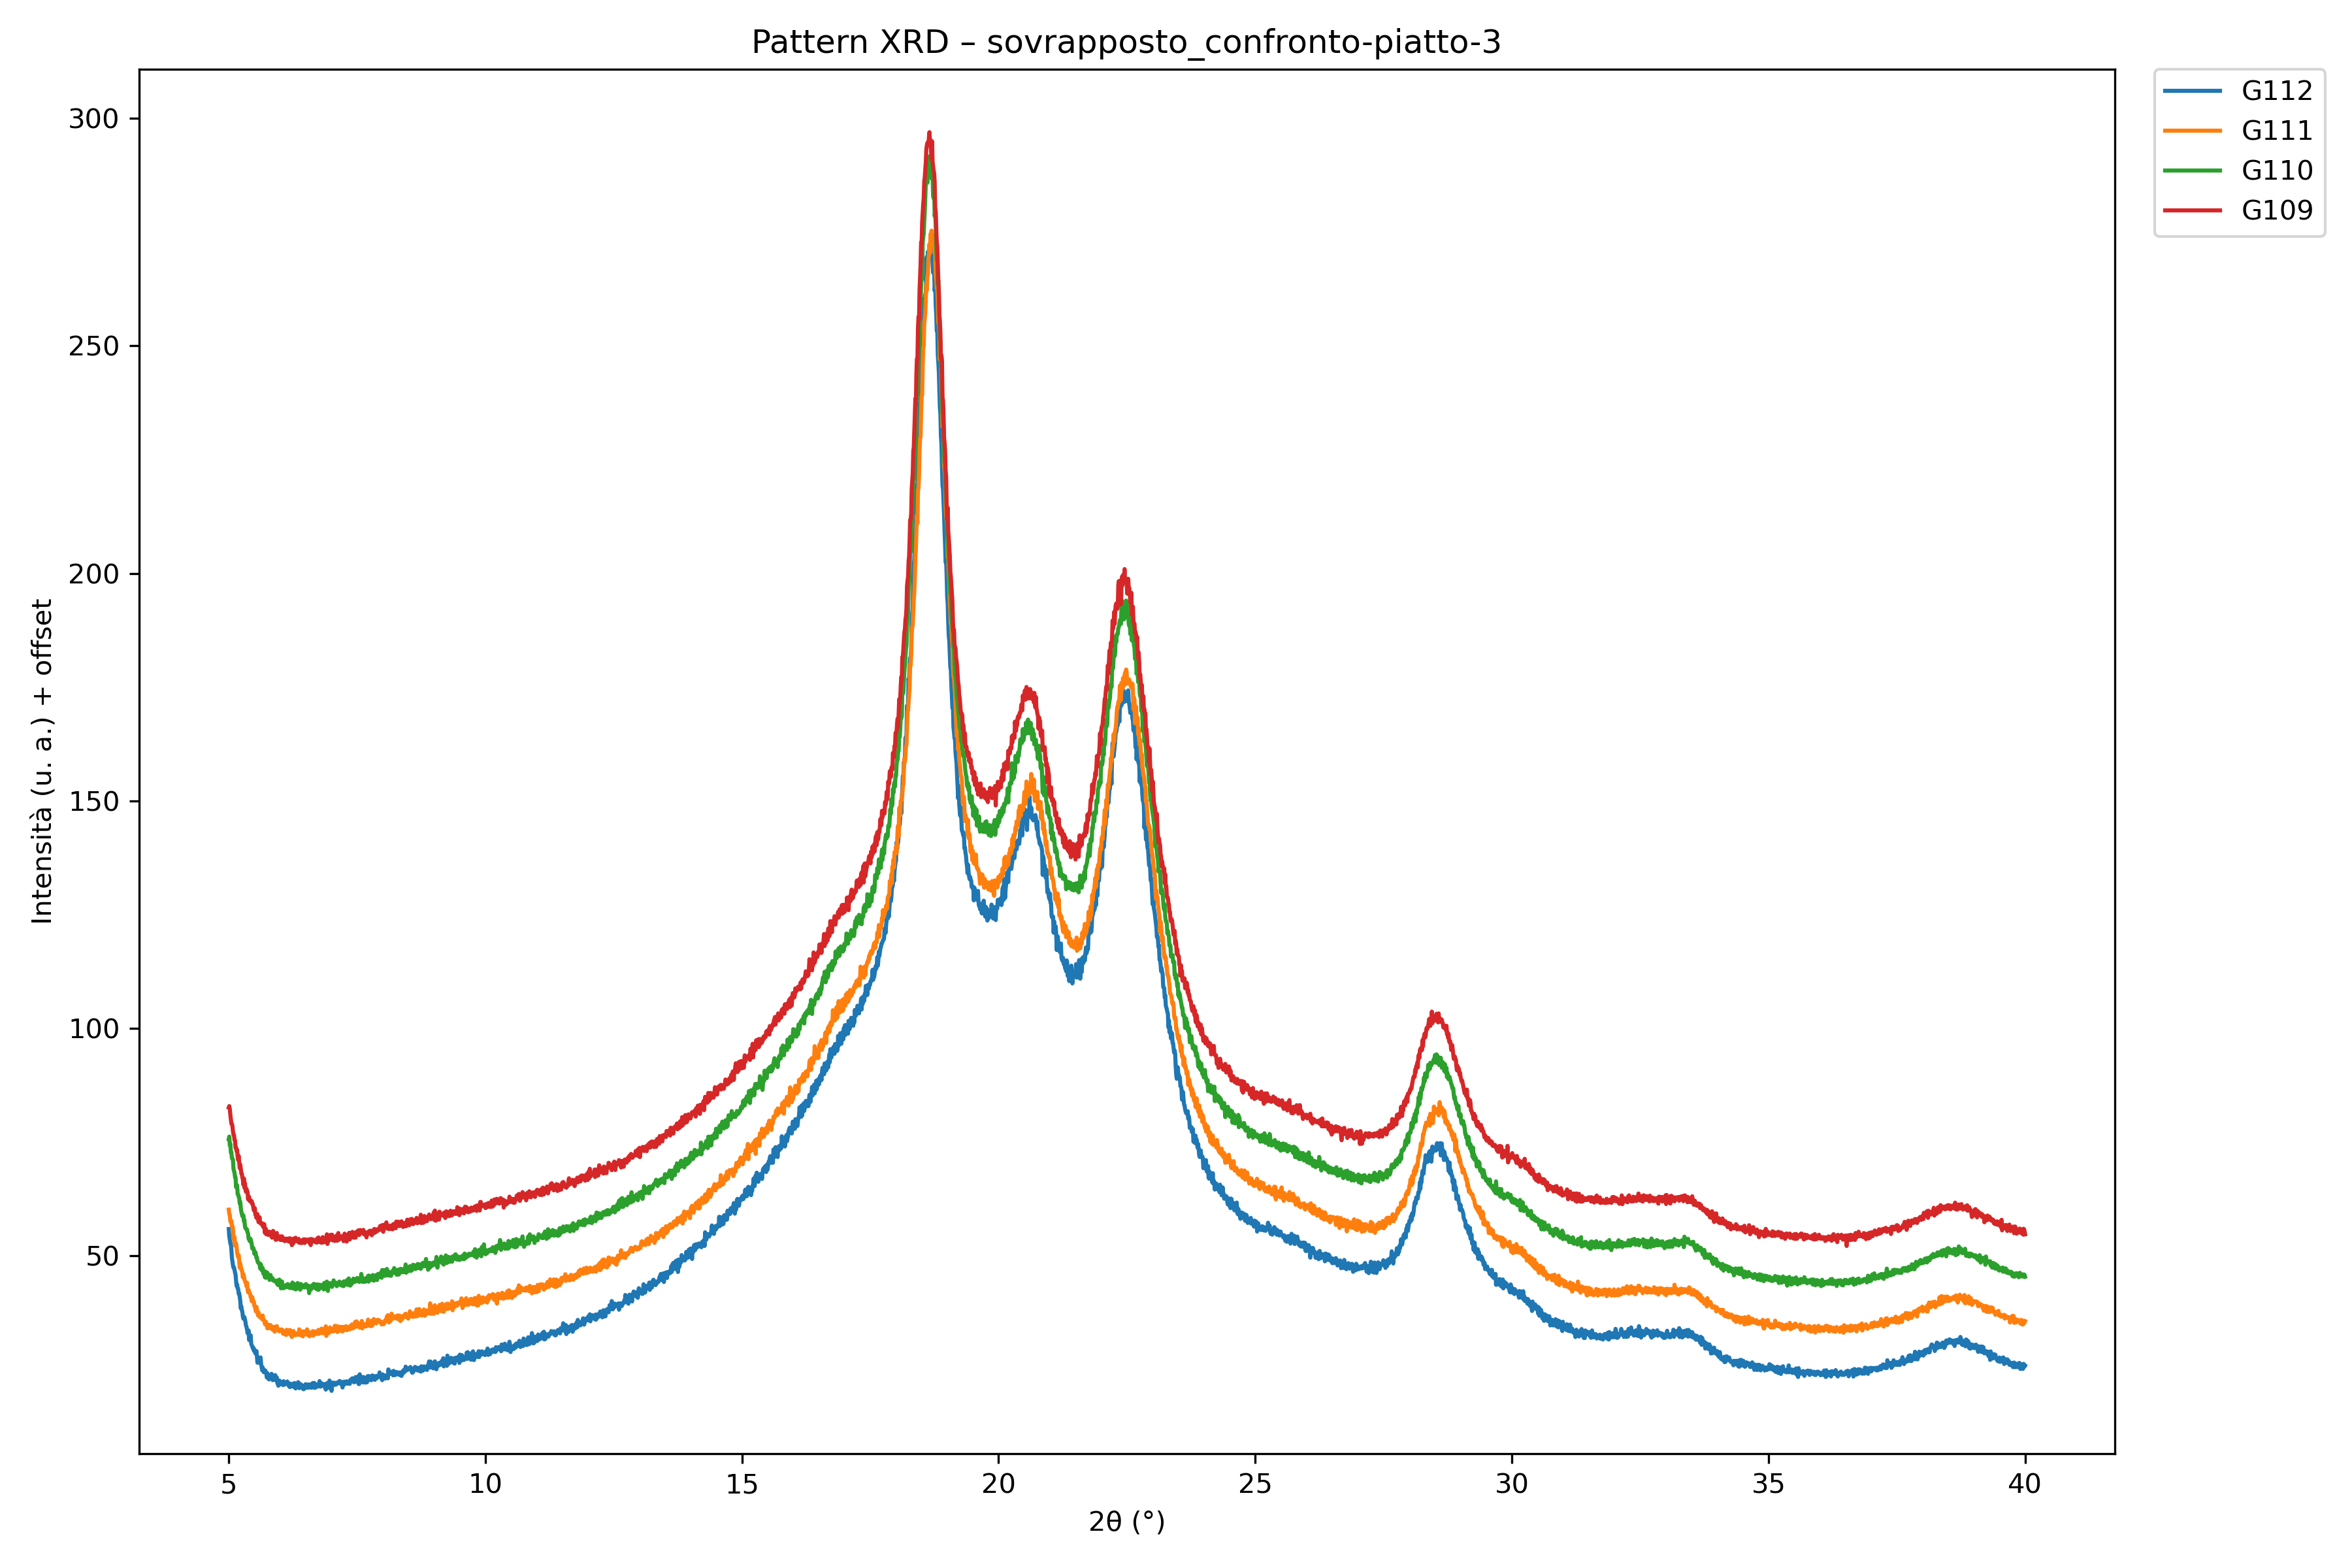 Pattern XRD – sovrapposto_confronto-piatto-3
G112
G111
G110
G109
Intensità (u. a.) + offset
300
250
200
150
100
50
5
10
15
20
25
30
35
40
2θ (°)